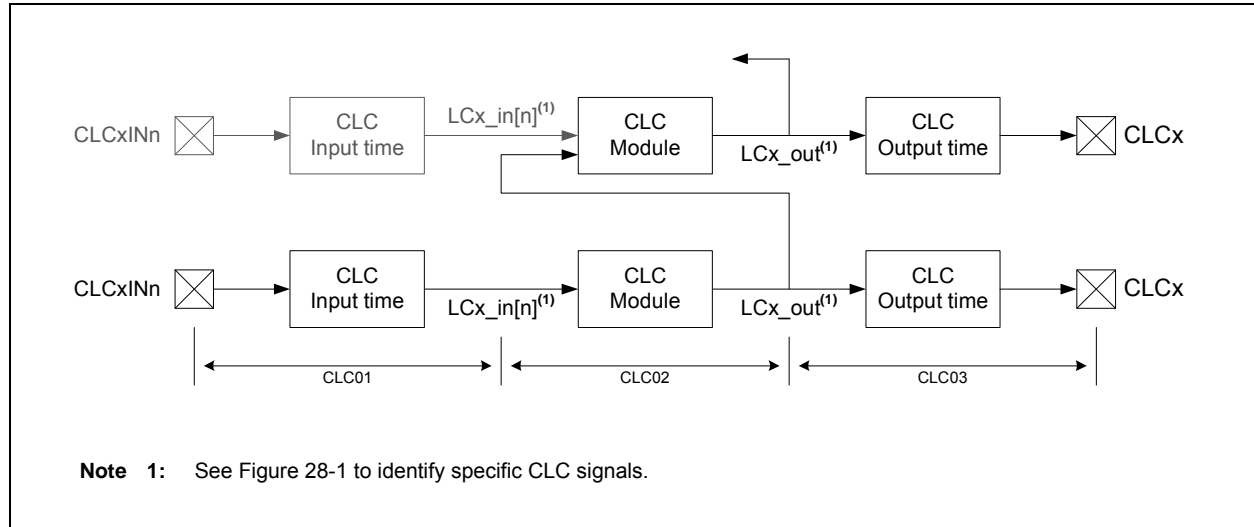 CLCxINn
CLC
Input time
LCx_in[n](1)
CLC
Module
LCx_out(1)
CLC
Output time
CLCx
CLCxINn
CLC
Input time
LCx_in[n](1)
CLC
Module
LCx_out(1)
CLC
Output time
CLCx
CLC01
CLC02
CLC03
Note 1: See Figure 28-1 to identify specific CLC signals.